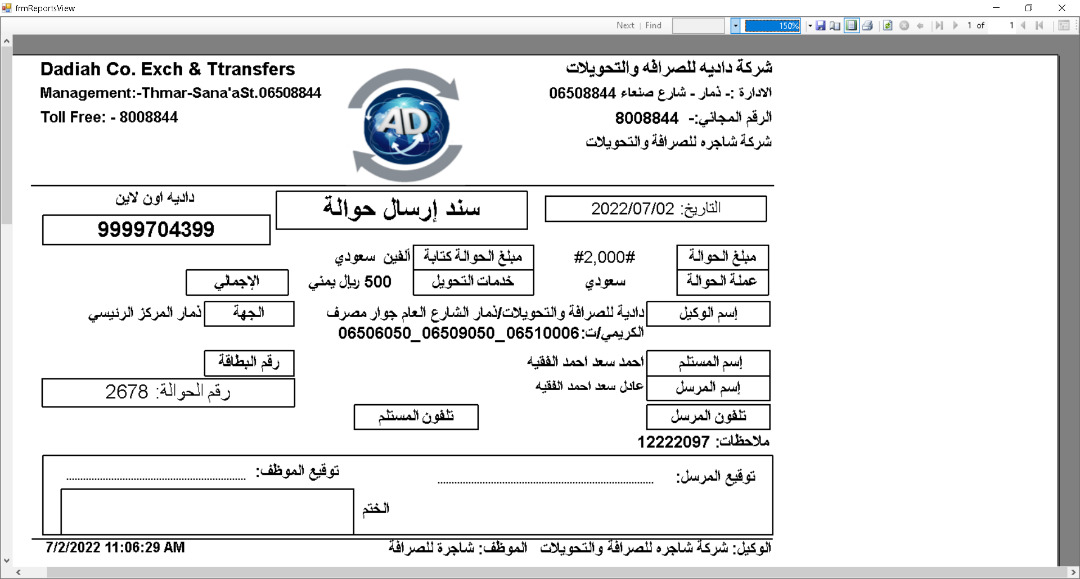 frmReportsView
Next | Find 150% 1 of 1
Dadiah Co. Exch & Ttransfers
Management:-Thmar-Sana'aSt.06508844
Toll Free: - 8008844
AD
شركة داديه للصرافه والتحويلات
الادارة :- ذمار - شارع صنعاء 06508844
الرقم المجاني:- 8008844
شركة شاجره للصرافة والتحويلات
التاريخ: 2022/07/02
سند إرسال حوالة
داديه اون لاين
9999704399
مبلغ الحوالة #2,000# مبلغ الحوالة كتابة ألفين سعودي
عملة الحوالة سعودي خدمات التحويل 500 ريال يمني الإجمالي
إسم الوكيل دادية للصرافة والتحويلات/ذمار الشارع العام جوار مصرف الجهة ذمار المركز الرئيسي
الكريمي/ت:06510006_06509050_06506050
إسم المستلم احمد سعد احمد الفقيه رقم البطاقة
إسم المرسل عادل سعد احمد الفقيه رقم الحوالة: 2678
تلفون المرسل تلفون المستلم
ملاحظات: 12222097
توقيع المرسل: توقيع الموظف:
الختم
الوكيل: شركة شاجره للصرافة والتحويلات الموظف: شاجرة للصرافة 7/2/2022 11:06:29 AM